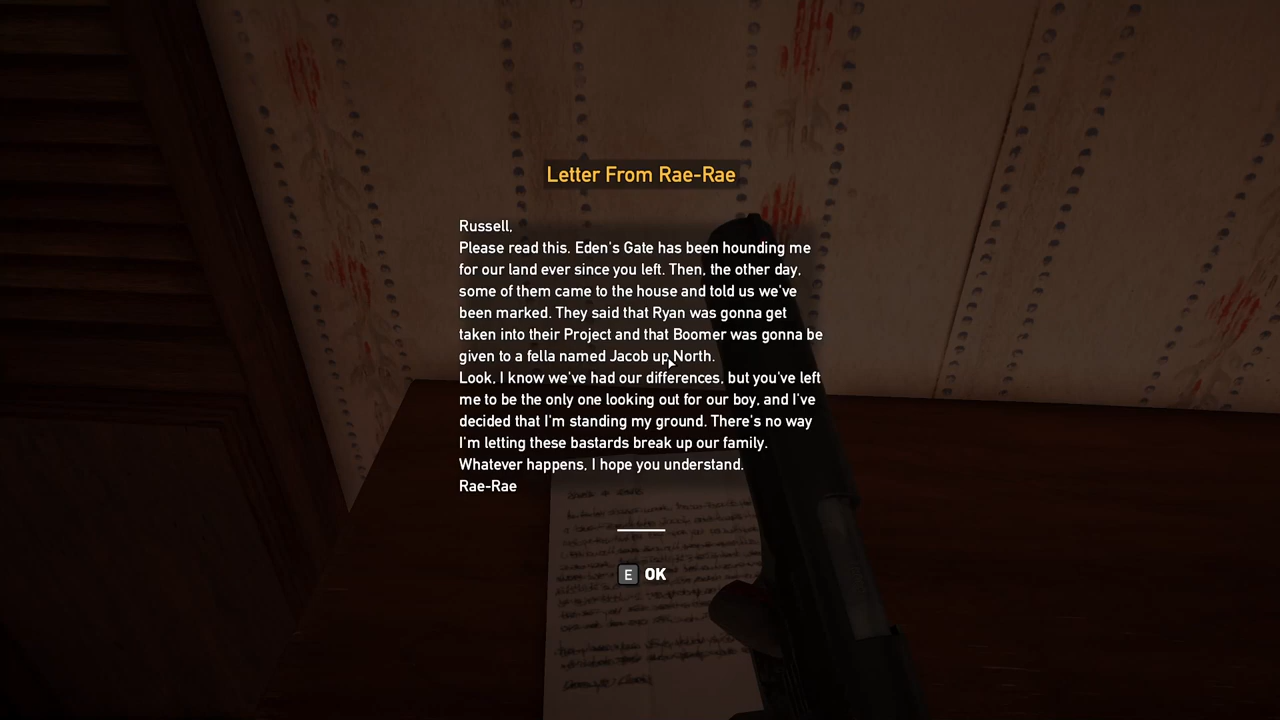 Letter From Rae-Rae
Russell,
Please read this. Eden's Gate has been hounding me
for our land ever since you left. Then, the other day,
some of them came to the house and told us we've
been marked. They said that Ryan was gonna get
taken into their Project and that Boomer was gonna be
given to a fella named Jacob up North.
Look, I know we've had our differences, but you've left
me to be the only one looking out for our boy, and I've
decided that I'm standing my ground. There's no way
I'm letting these bastards break up our family.
Whatever happens, I hope you understand.
Rae-Rae
E OK